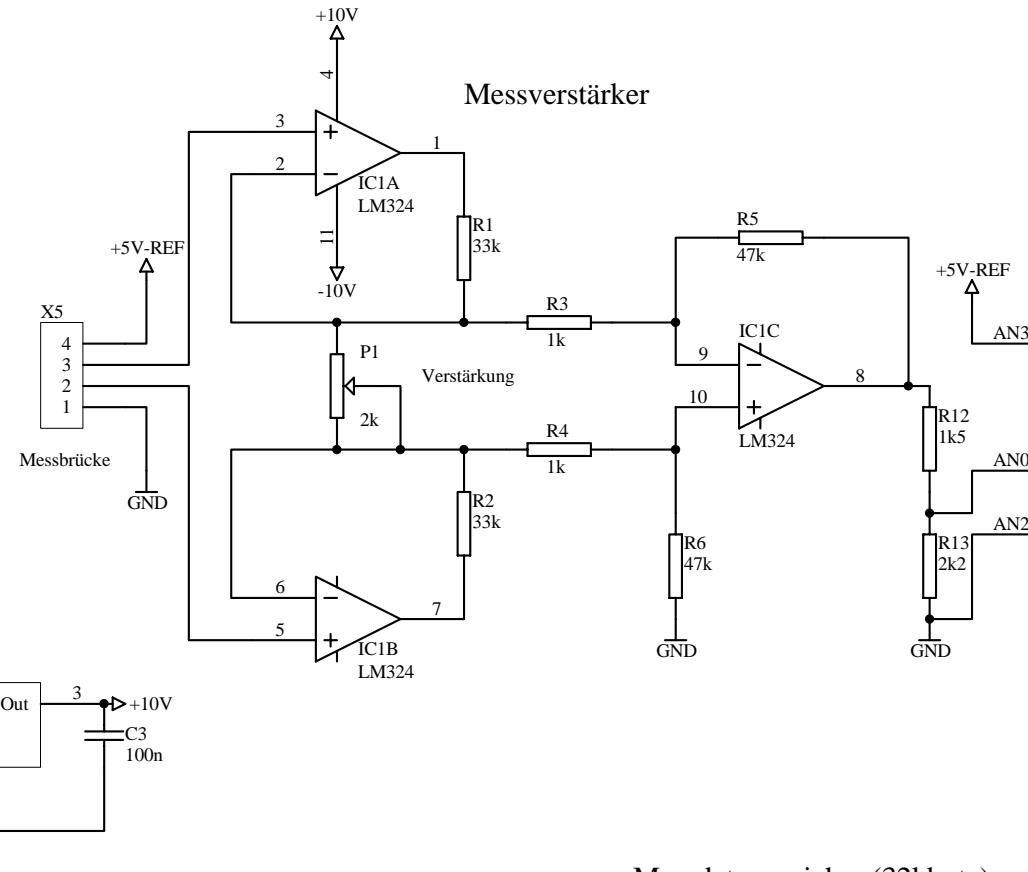 +10V
4
Messverstärker
3
1
2
IC1A
LM324
R1
33k
11
-10V
+5V-REF
X5
4
3
2
1
Messbrücke
GND
P1
2k
Verstärkung
R3
1k
R5
47k
IC1C
9
10
8
LM324
R4
1k
R2
33k
6
5
7
IC1B
LM324
R6
47k
GND
+5V-REF
AN3
R12
1k5
AN0
AN2
R13
2k2
GND
Out
3
+10V
C3
100n